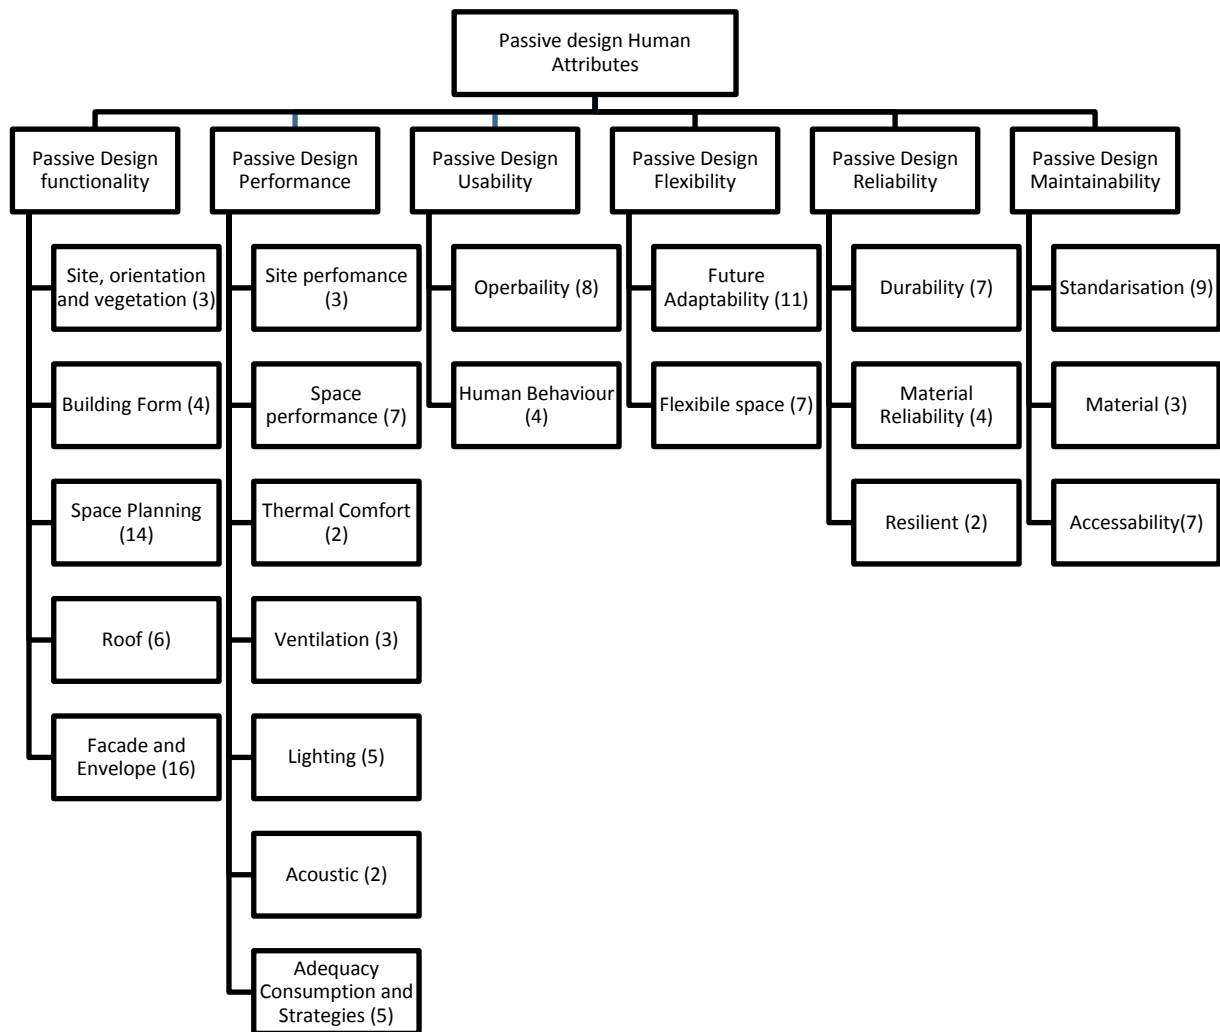 Passive design Human
Attributes
Passive Design
functionality
Passive Design
Performance
Passive Design
Usability
Passive Design
Flexibility
Passive Design
Reliability
Passive Design
Maintainability
Site, orientation
and vegetation (3)
Building Form (4)
Space Planning
(14)
Roof (6)
Facade and
Envelope (16)
Site perfomance
(3)
Space
performance (7)
Thermal Comfort
(2)
Ventilation (3)
Lighting (5)
Acoustic (2)
Adequacy
Consumption and
Strategies (5)
Operbaility (8)
Human Behaviour
(4)
Future
Adaptability (11)
Flexibile space (7)
Durability (7)
Material
Reliability (4)
Resilient (2)
Standarisation (9)
Material (3)
Accessability(7)